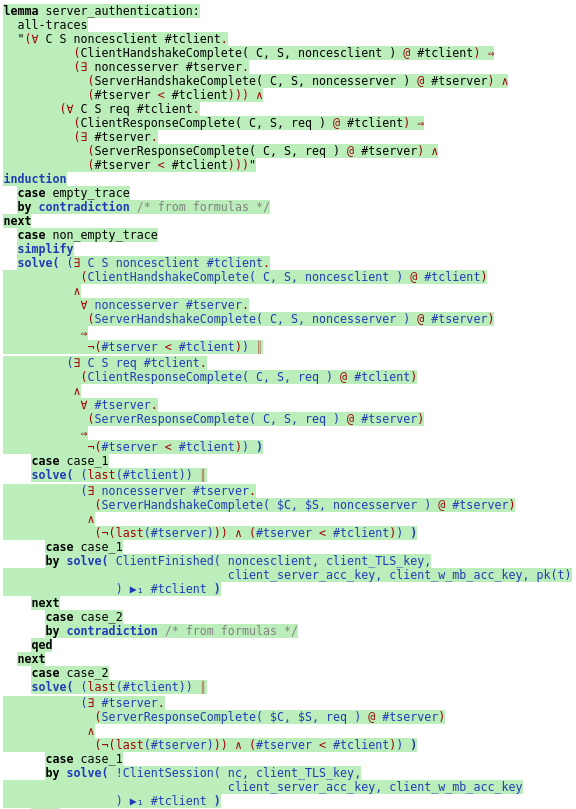 lemma server_authentication:
all-traces
"(∀ C S noncesclient #tclient.
(ClientHandshakeComplete( C, S, noncesclient ) @ #tclient) ⇒
(∃ noncesserver #tserver.
(ServerHandshakeComplete( C, S, noncesserver ) @ #tserver) ∧
(#tserver < #tclient))) ∧
(∀ C S req #tclient.
(ClientResponseComplete( C, S, req ) @ #tclient) ⇒
(∃ #tserver.
(ServerResponseComplete( C, S, req ) @ #tserver) ∧
(#tserver < #tclient)))"
induction
case empty_trace
by contradiction /* from formulas */
next
case non_empty_trace
simplify
solve( (∃ C S noncesclient #tclient.
(ClientHandshakeComplete( C, S, noncesclient ) @ #tclient)
∧
∀ noncesserver #tserver.
(ServerHandshakeComplete( C, S, noncesserver ) @ #tserver)
⇒
¬(#tserver < #tclient)) ∥
(∃ C S req #tclient.
(ClientResponseComplete( C, S, req ) @ #tclient)
∧
∀ #tserver.
(ServerResponseComplete( C, S, req ) @ #tserver)
⇒
¬(#tserver < #tclient)) )
case case_1
solve( (last(#tclient)) ∥
(∃ noncesserver #tserver.
(ServerHandshakeComplete( $C, $S, noncesserver ) @ #tserver)
∧
(¬(last(#tserver))) ∧ (#tserver < #tclient)) )
case case_1
by solve( ClientFinished( noncesclient, client_TLS_key,
client_server_acc_key, client_w_mb_acc_key, pk(t)
) ▶₁ #tclient )
next
case case_2
by contradiction /* from formulas */
qed
next
case case_2
solve( (last(#tclient)) ∥
(∃ #tserver.
(ServerResponseComplete( $C, $S, req ) @ #tserver)
∧
(¬(last(#tserver))) ∧ (#tserver < #tclient)) )
case case_1
by solve( !ClientSession( nc, client_TLS_key,
client_server_acc_key, client_w_mb_acc_key
) ▶₁ #tclient )